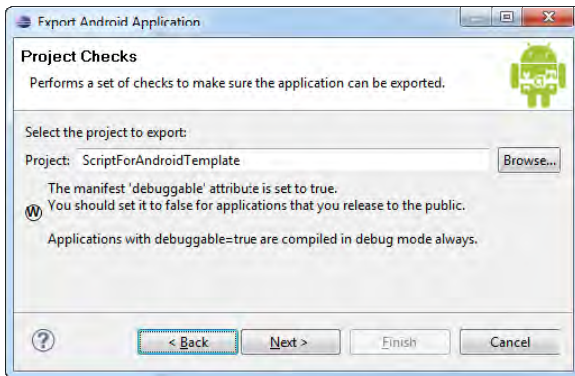 Export Android Application
Project Checks
Performs a set of checks to make sure the application can be exported.
Select the project to export:
Project: ScriptForAndroidTemplate Browse...
The manifest 'debuggable' attribute is set to true.
W You should set it to false for applications that you release to the public.
Applications with debuggable=true are compiled in debug mode always.
? < Back Next > Finish Cancel